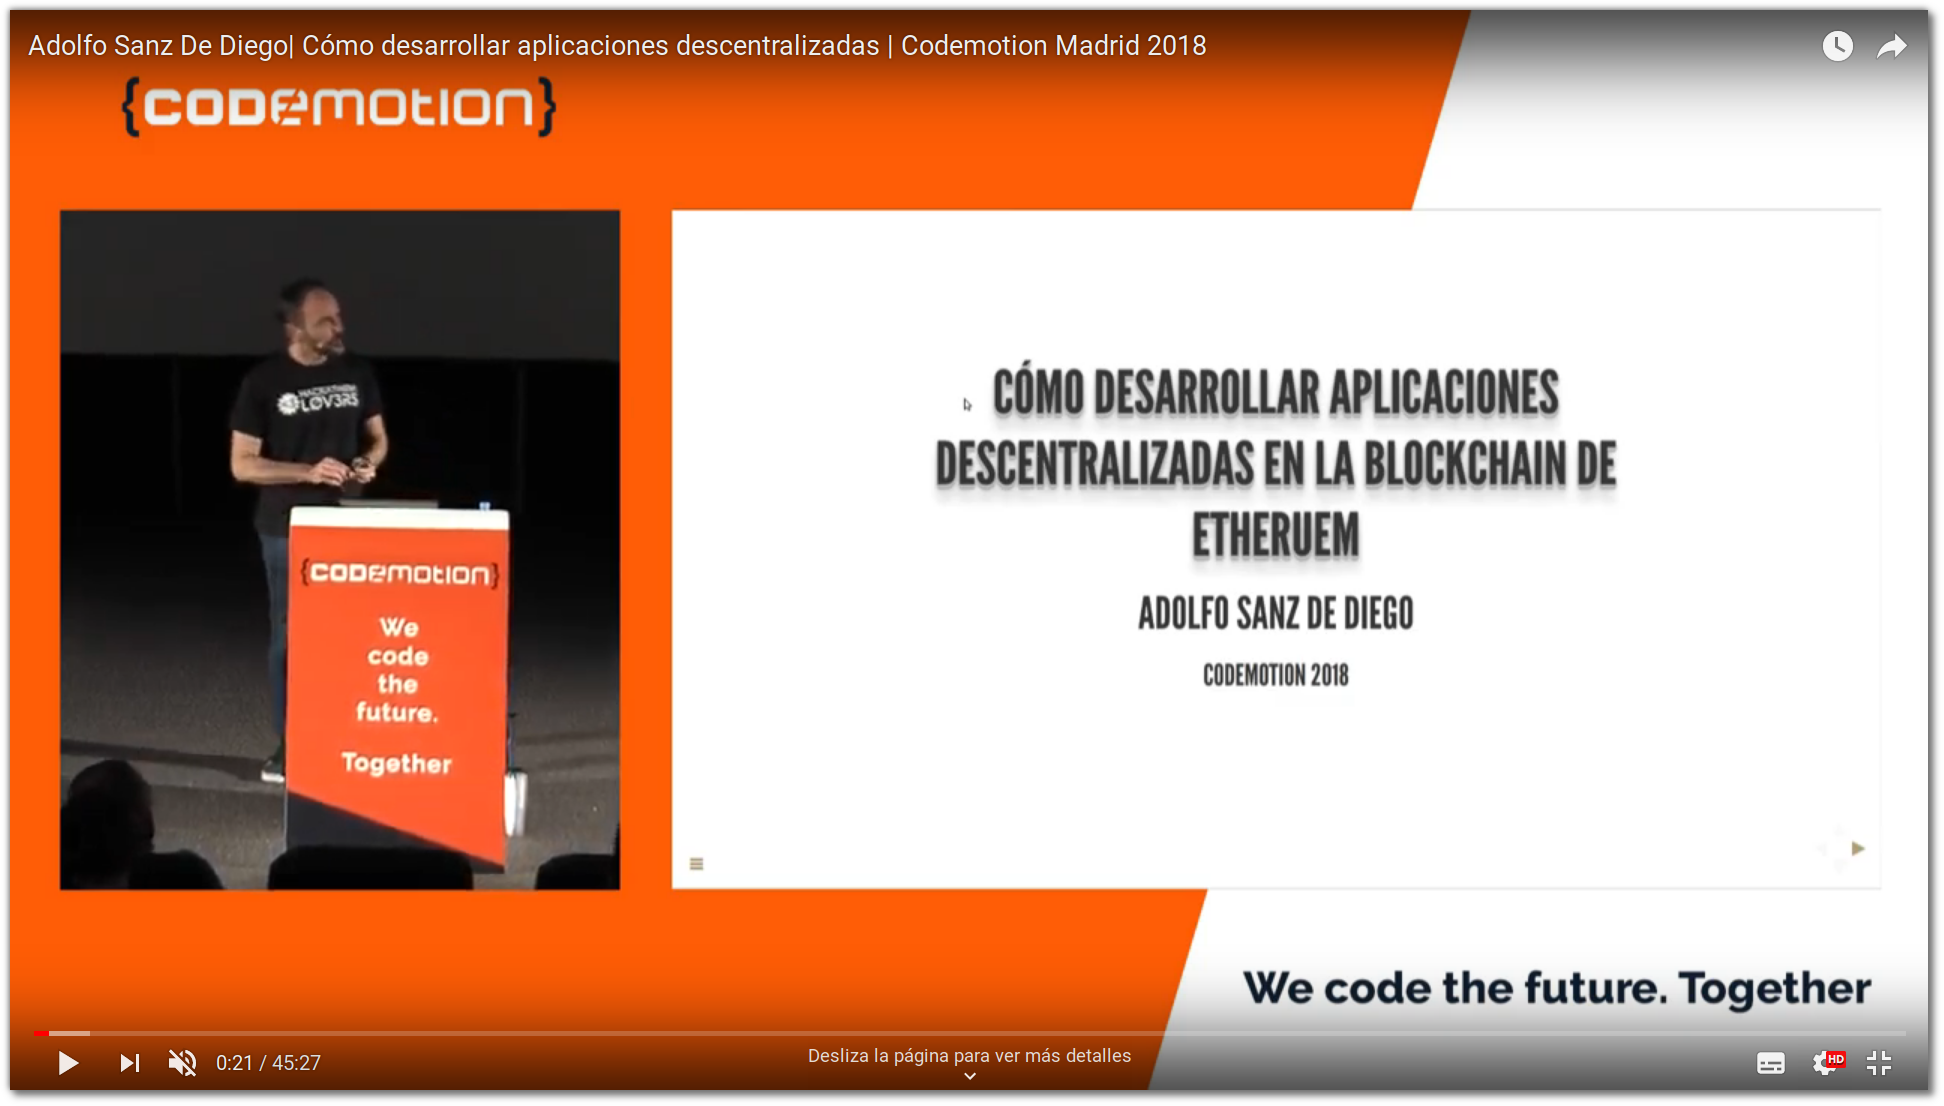 Adolfo Sanz De Diego| Cómo desarrollar aplicaciones descentralizadas | Codemotion Madrid 2018
{CODEMOTION}
HACKATHON
LOV3RS
{CODEMOTION}
We
code
the
future.
Together
CÓMO DESARROLLAR APLICACIONES
DESCENTRALIZADAS EN LA BLOCKCHAIN DE
ETHERUEM
ADOLFO SANZ DE DIEGO
CODEMOTION 2018
We code the future. Together
0:21 / 45:27
Desliza la página para ver más detalles
HD